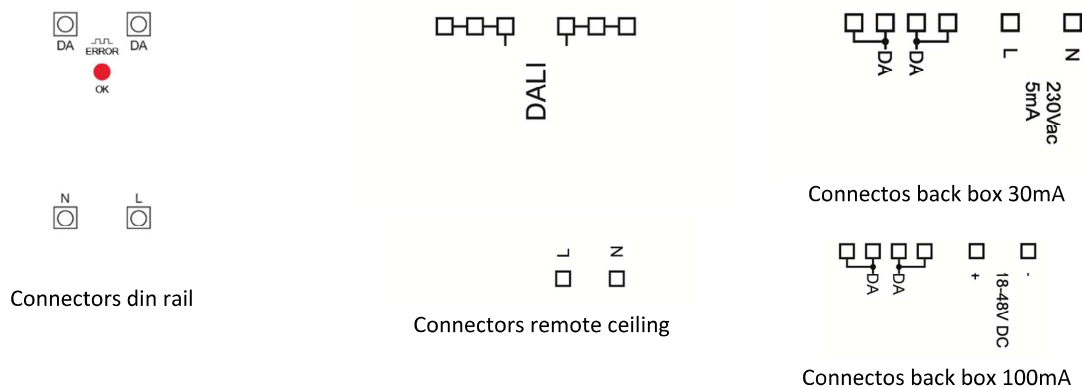 DA
DA
ERROR
OK
N
L
Connectors din rail
DALI
L
N
Connectors remote ceiling
DA
DA
L
N
230Vac
5mA
Connectos back box 30mA
DA
DA
+
-
18-48V DC
Connectos back box 100mA